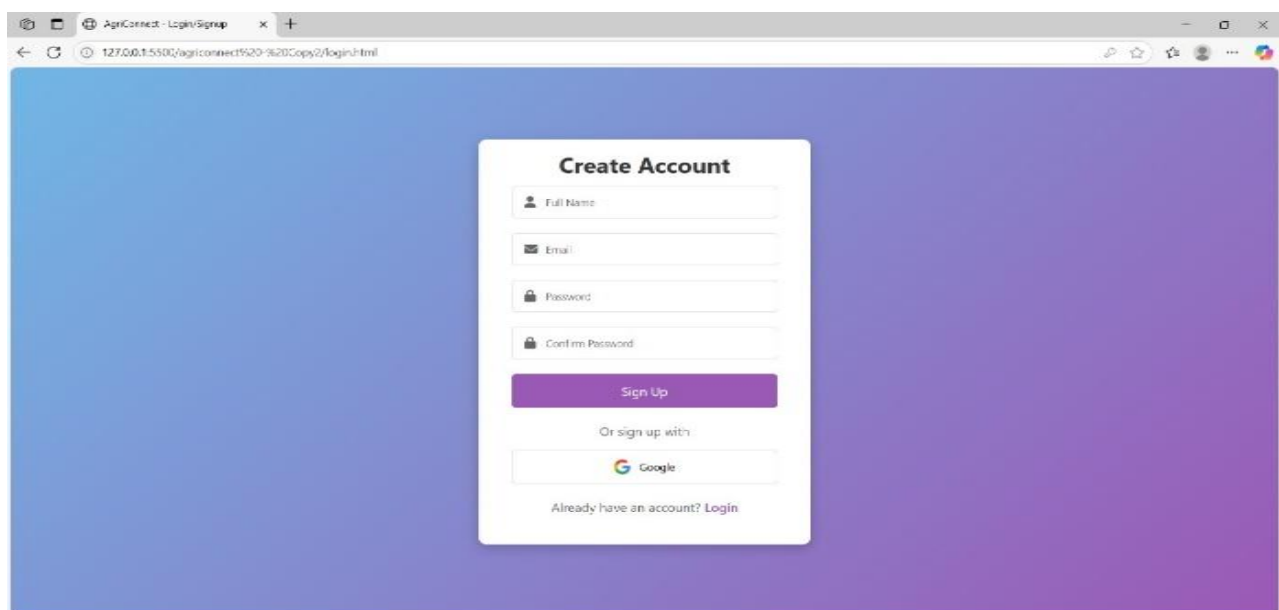 AgriConnect - Login/Signup
127.0.0.1:5500/agriconnect%20-%20Copy2/login.html
Create Account
Full Name
Email
Password
Confirm Password
Sign Up
Or sign up with
Google
Already have an account? Login